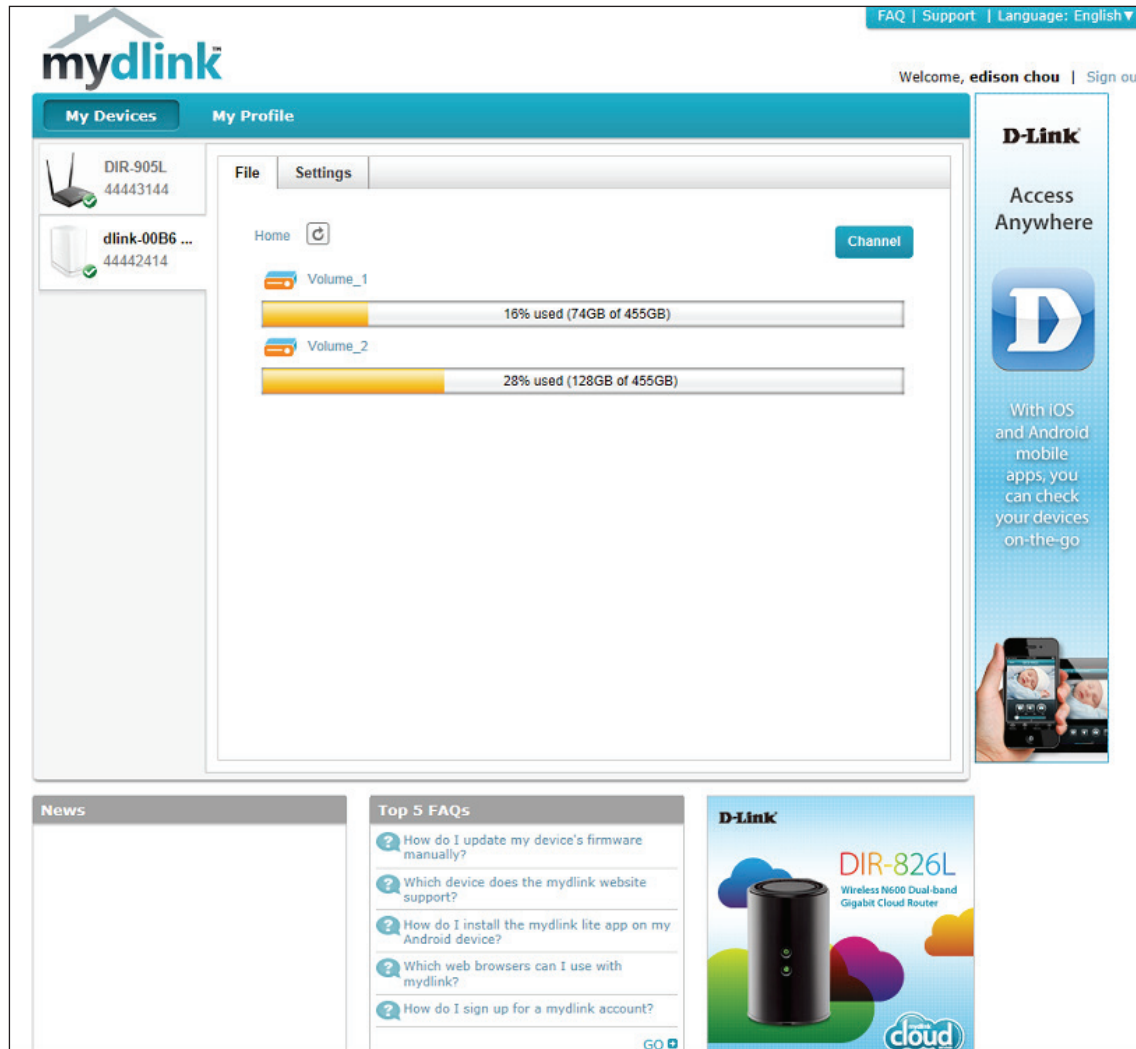 FAQ | Support | Language: English▼
mydlink™
Welcome, edison chou | Sign ou
My Devices
My Profile
DIR-905L
44443144
dlink-00B6 ...
44442414
File
Settings
Home
Channel
Volume_1
16% used (74GB of 455GB)
Volume_2
28% used (128GB of 455GB)
D-Link
Access
Anywhere
D
With iOS
and Android
mobile
apps, you
can check
your devices
on-the-go
News
Top 5 FAQs
How do I update my device's firmware
manually?
Which device does the mydlink website
support?
How do I install the mydlink lite app on my
Android device?
Which web browsers can I use with
mydlink?
How do I sign up for a mydlink account?
GO
D-Link
DIR-826L
Wireless N600 Dual-band
Gigabit Cloud Router
mydlink
cloud